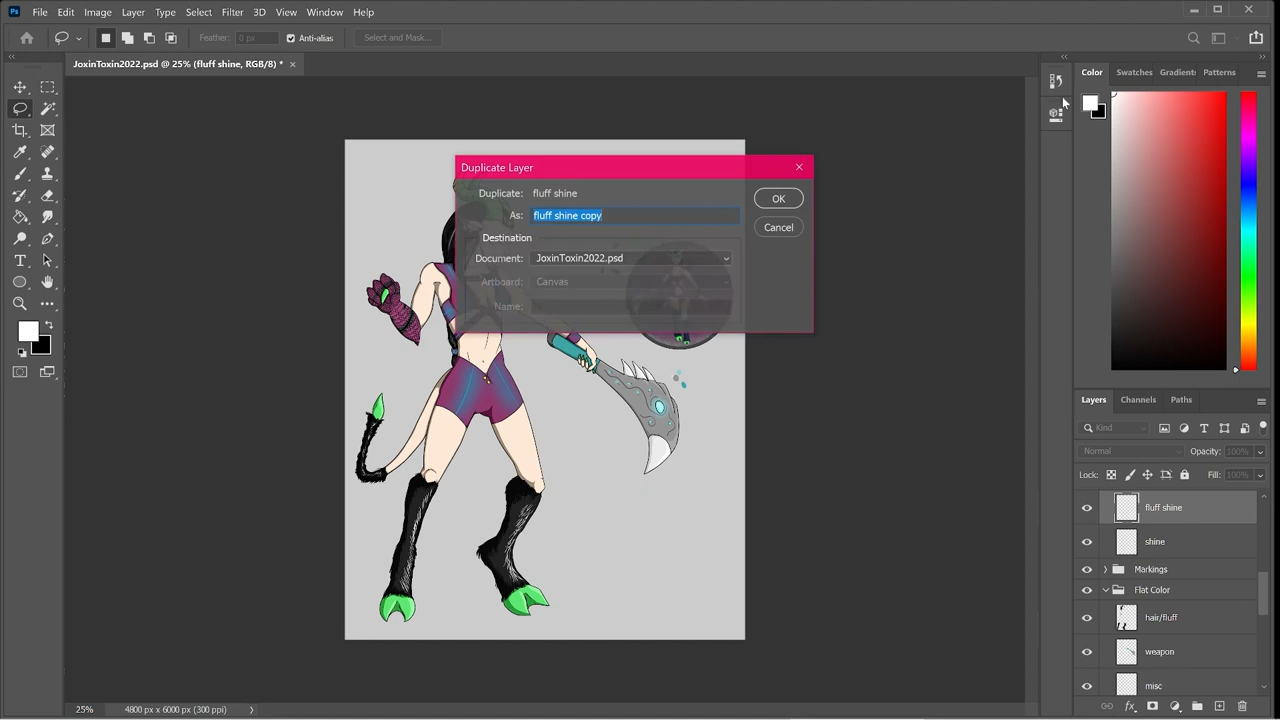 Ps File Edit Image Layer Type Select Filter 3D View Window Help
Feather: 0 px Anti-alias Select and Mask...
JoxinToxin2022.psd @ 25% (fluff shine, RGB/8) * ×
Color Swatches Gradient Patterns
Duplicate Layer
Duplicate: fluff shine
OK
As: fluff shine copy
Cancel
Destination
Document: JoxinToxin2022.psd
Artboard: Canvas
Name:
Layers Channels Paths
Kind
Normal Opacity: 100%
Lock: Fill: 100%
fluff shine
shine
Markings
Flat Color
hair/fluff
weapon
misc
25% 4800 px x 6000 px (300 ppi)